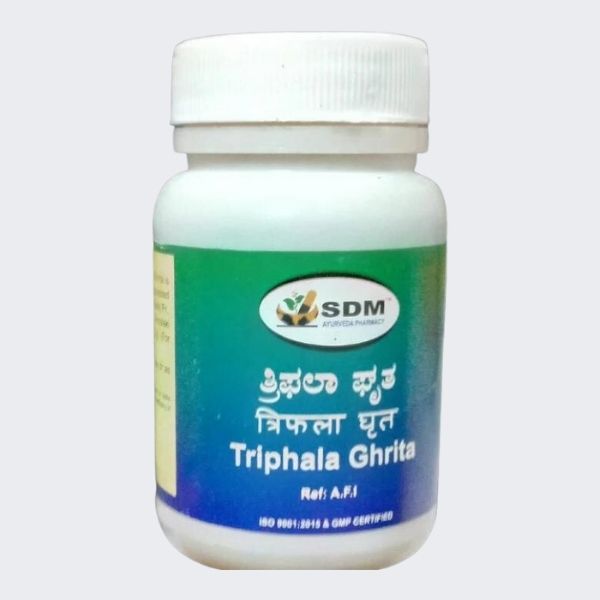 SDM
AYURVEDA PHARMACY
ತ್ರಿಫಲಾ ಘೃತ
त्रिफला घृत
Triphala Ghrita
Ref: A.F.I
ISO 9001:2015 & GMP CERTIFIED